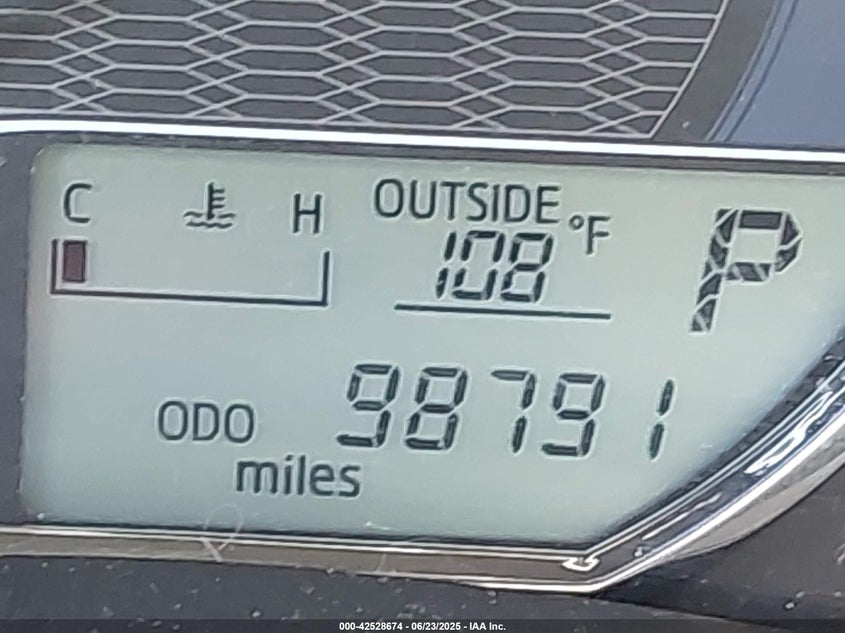 C H OUTSIDE
108 °F P
ODO 98791
miles
000-42528674 - 06/23/2025 - IAA Inc.